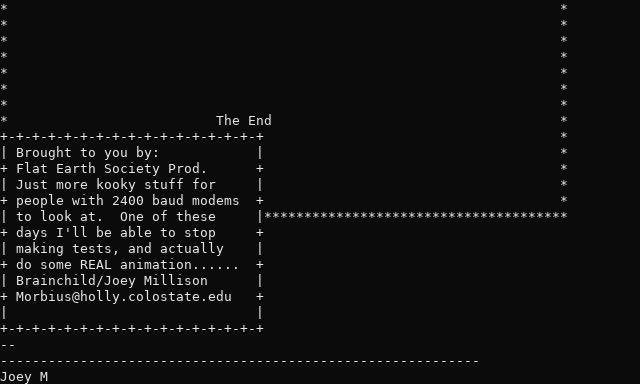 The End
Brought to you by:
Flat Earth Society Prod.
Just more kooky stuff for
people with 2400 baud modems
to look at.  One of these
days I'll be able to stop
making tests, and actually
do some REAL animation......
Brainchild/Joey Millison
Morbius@holly.colostate.edu
--
------------------------------------------------------------
Joey M